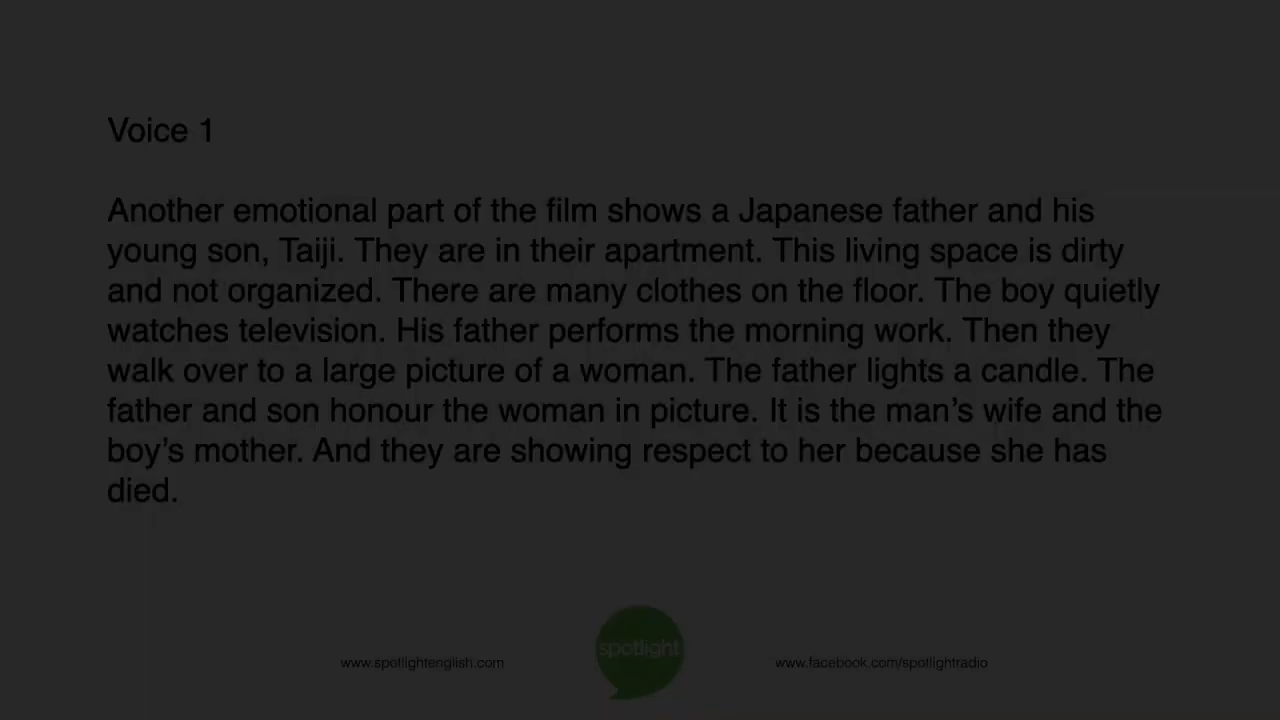 Voice 1
Another emotional part of the film shows a Japanese father and his
young son, Taiji. They are in their apartment. This living space is dirty
and not organized. There are many clothes on the floor. The boy quietly
watches television. His father performs the morning work. Then they
walk over to a large picture of a woman. The father lights a candle. The
father and son honour the woman in picture. It is the man’s wife and the
boy’s mother. And they are showing respect to her because she has
died.
spotlight
www.spotlightenglish.com
www.facebook.com/spotlightradio